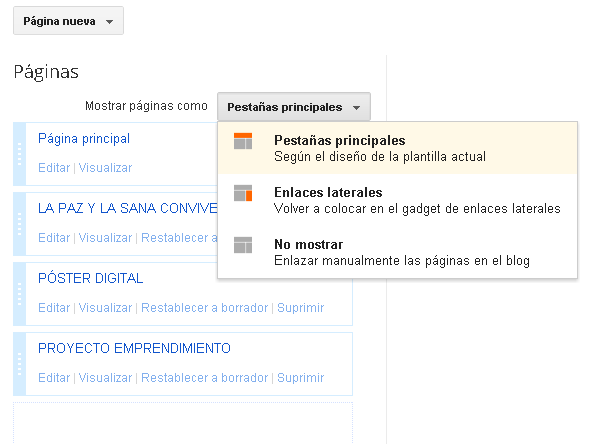 Página nueva
Páginas
Mostrar páginas como Pestañas principales
Pestañas principales
Según el diseño de la plantilla actual
Enlaces laterales
Volver a colocar en el gadget de enlaces laterales
No mostrar
Enlazar manualmente las páginas en el blog
Página principal
Editar | Visualizar
LA PAZ Y LA SANA CONVIVE
Editar | Visualizar | Restablecer a
PÓSTER DIGITAL
Editar | Visualizar | Restablecer a borrador | Suprimir
PROYECTO EMPRENDIMIENTO
Editar | Visualizar | Restablecer a borrador | Suprimir